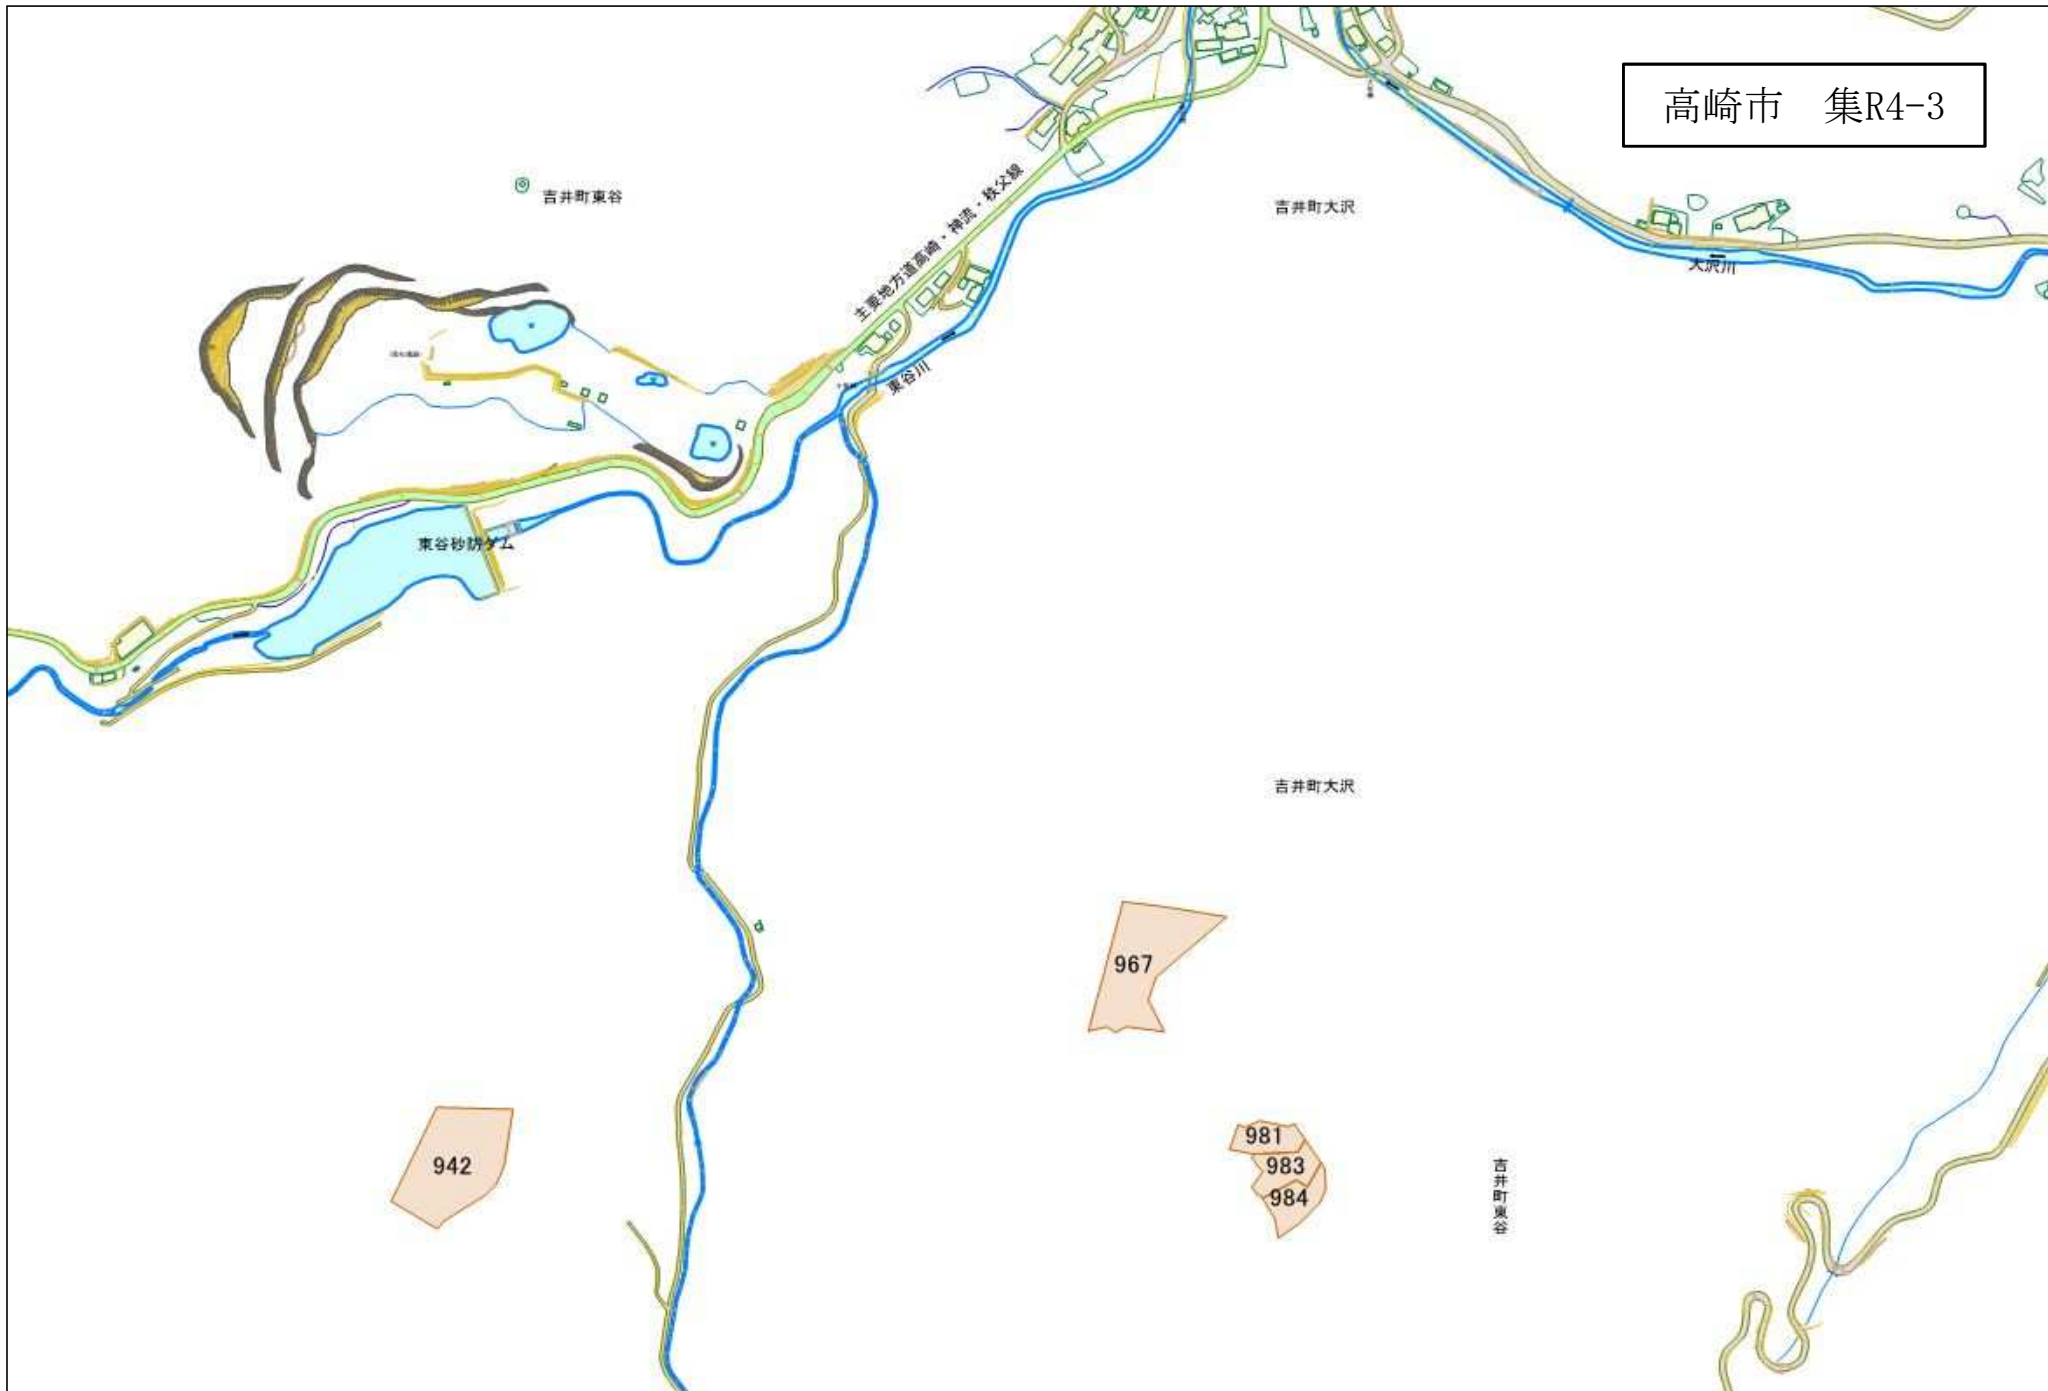 高崎市　集R4-3
吉井町東谷
主要地方道高崎・神流・秩父線
吉井町大沢
大沢川
東谷川
東谷砂防ダム
吉井町大沢
967
942
981
983
984
吉井町東谷